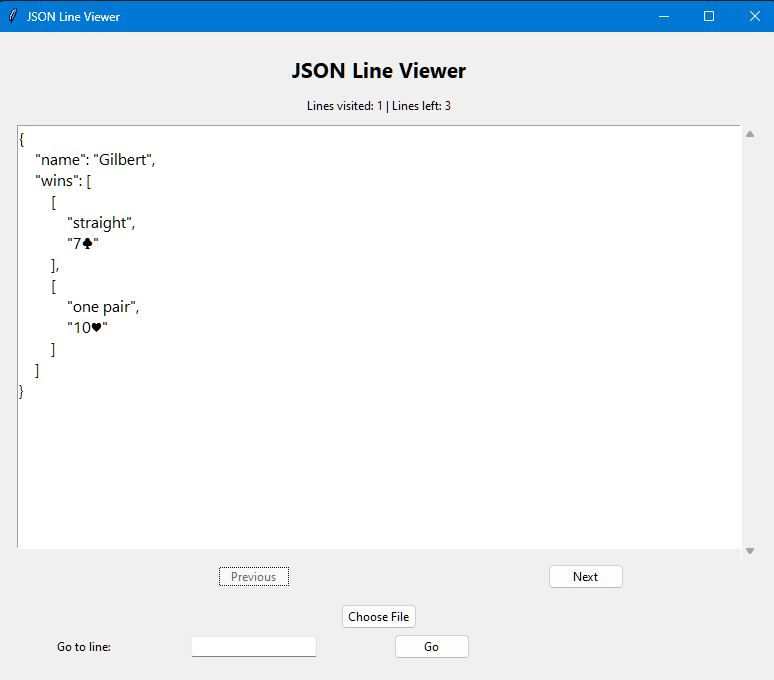 JSON Line Viewer
JSON Line Viewer
Lines visited: 1 | Lines left: 3
{
    "name": "Gilbert",
    "wins": [
        [
            "straight",
            "7♣"
        ],
        [
            "one pair",
            "10♥"
        ]
    ]
}
Previous
Next
Choose File
Go to line:
Go